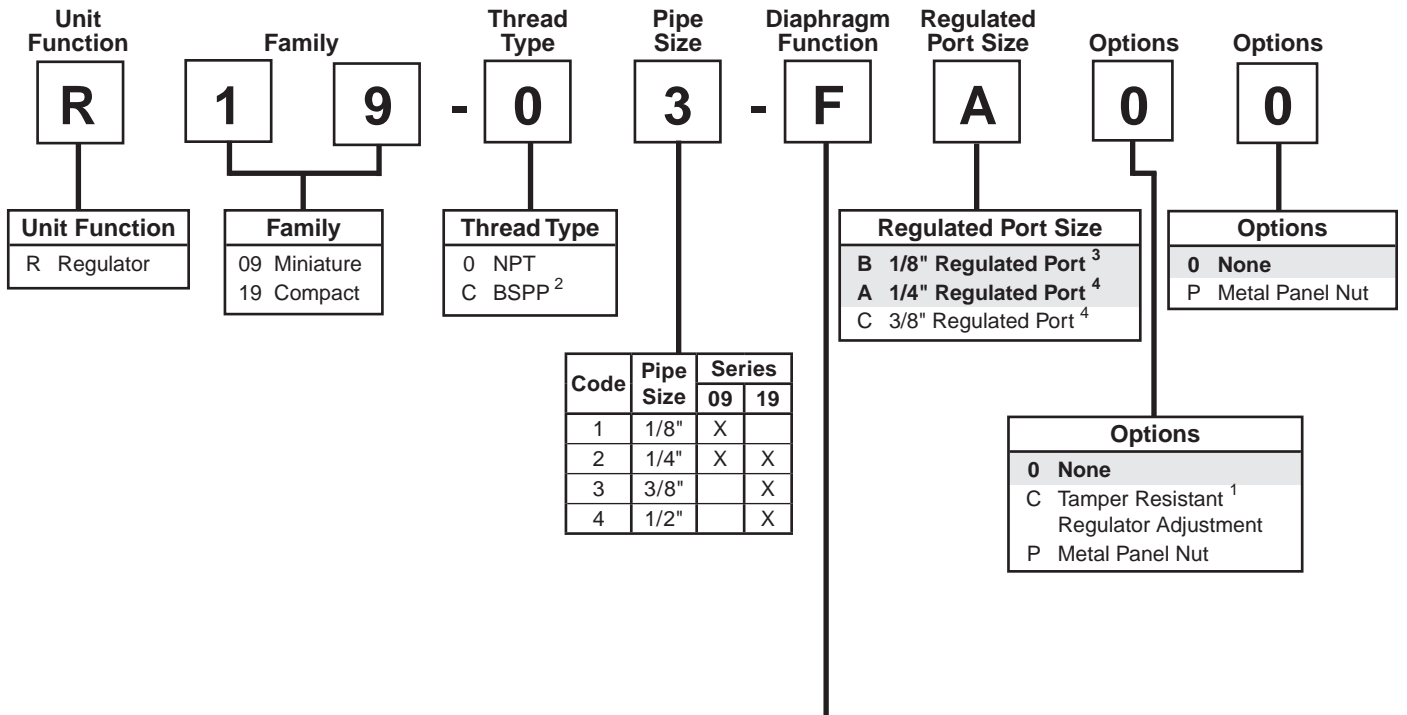 Unit Function
Family
Thread Type
Pipe Size
Diaphragm Function
Regulated Port Size
Options
Options
R 1 9 - 0 3 - F A 0 0
Unit Function
R Regulator
Family
09 Miniature
19 Compact
Thread Type
0 NPT
C BSPP 2
Regulated Port Size
B 1/8" Regulated Port 3
A 1/4" Regulated Port 4
C 3/8" Regulated Port 4
Options
0 None
P Metal Panel Nut
Code Pipe Size Series
09 19
1 1/8" X
2 1/4" X X
3 3/8" X
4 1/2" X
Options
0 None
C Tamper Resistant 1
Regulator Adjustment
P Metal Panel Nut